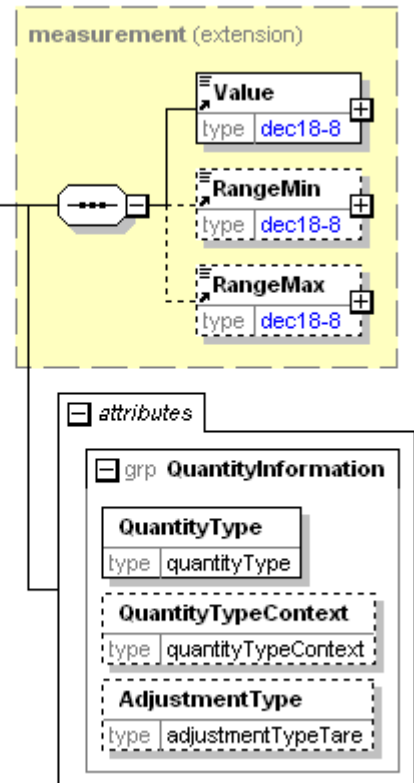 measurement (extension)
Value
type dec18-8
RangeMin
type dec18-8
RangeMax
type dec18-8
attributes
grp QuantityInformation
QuantityType
type quantityType
QuantityTypeContext
type quantityTypeContext
AdjustmentType
type adjustmentTypeTare